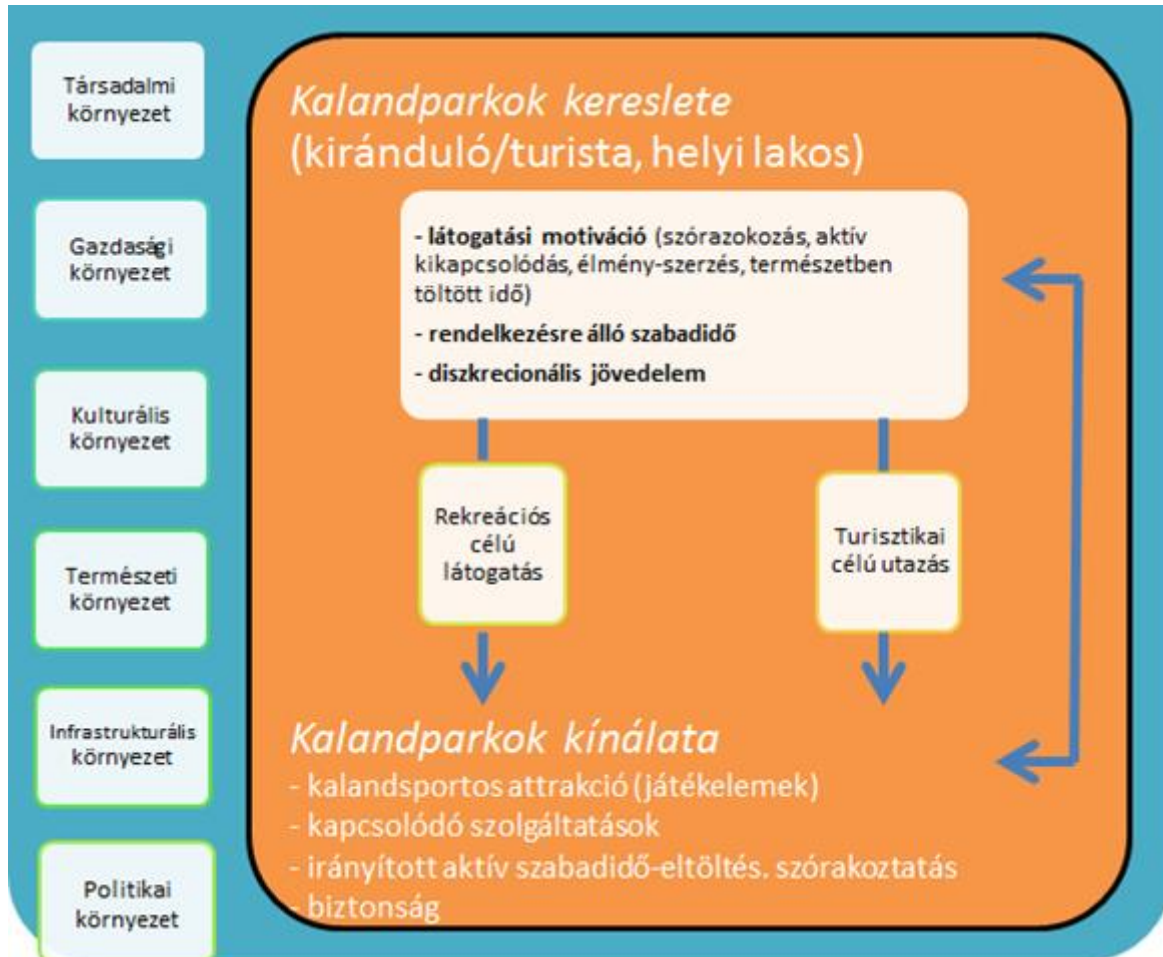 Társadalmi
környezet
Gazdasági
környezet
Kulturális
környezet
Természeti
környezet
Infrastrukturális
környezet
Politikai
környezet
Kalandparkok kereslete
(kiránduló/turista, helyi lakos)
- látogatási motiváció (szórazokozás, aktív
kikapcsolódás, élmény-szerzés, természetben
töltött idő)
- rendelkezésre álló szabadidő
- diszkrecionális jövedelem
Rekreációs
célú
látogatás
Turisztikai
célú utazás
Kalandparkok kínálata
- kalandsportos attrakció (játékelemek)
- kapcsolódó szolgáltatások
- irányított aktív szabadidő-eltöltés. szórakoztatás
- biztonság